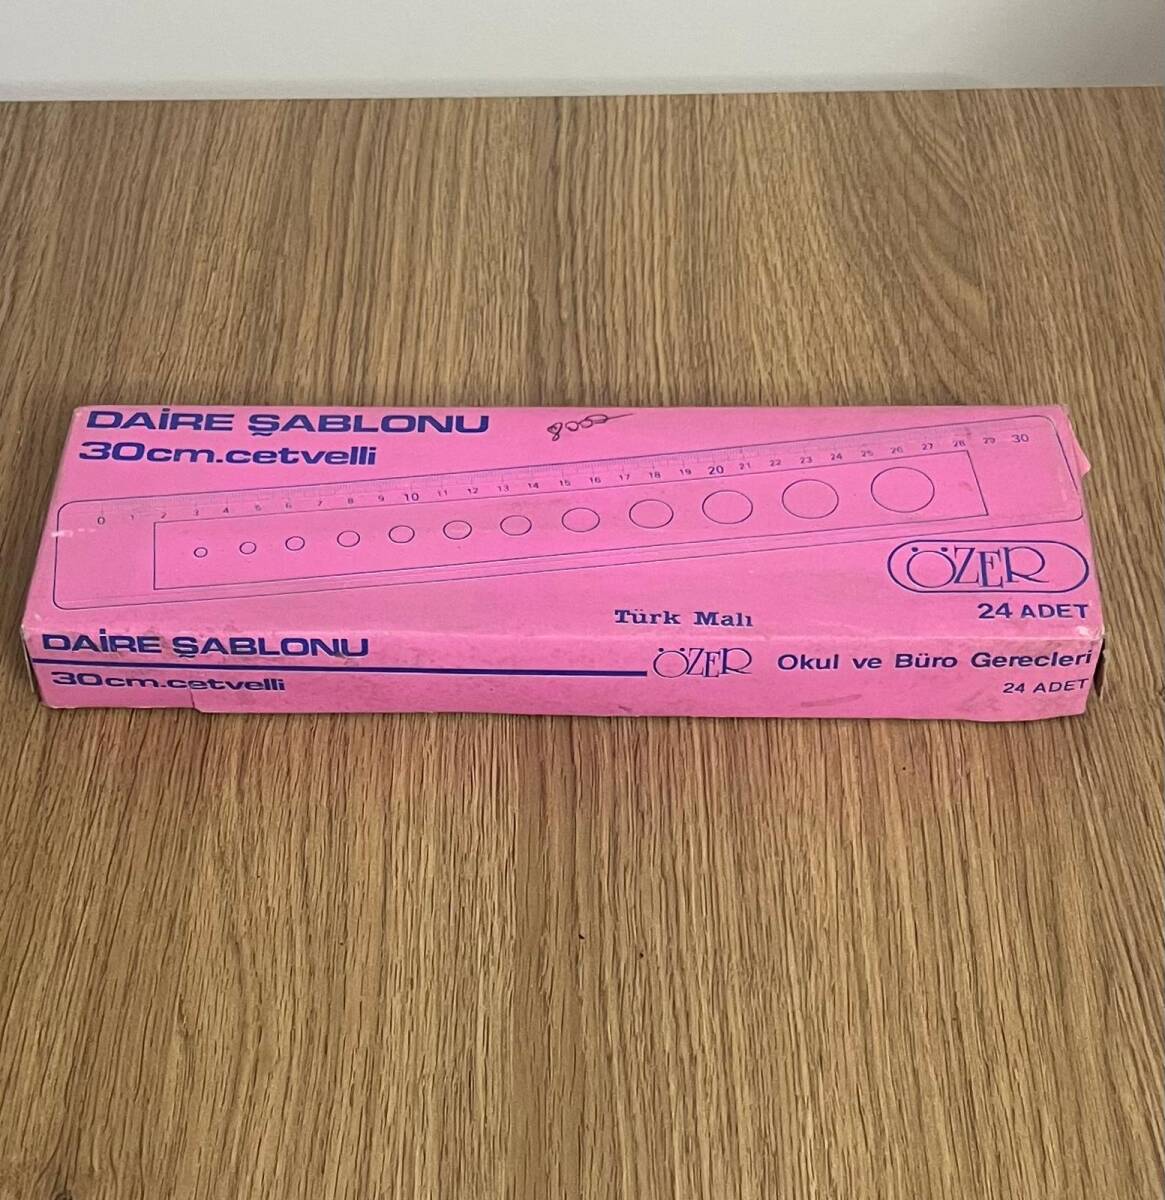 DAİRE ŞABLONU
8000
30cm.cetvelli
0 1 2 3 4 5 6 7 8 9 10 11 12 13 14 15 16 17 18 19 20 21 22 23 24 25 26 27 28 29 30
ÖZER
24 ADET
Türk Malı
DAİRE ŞABLONU
30cm.cetvelli
ÖZER Okul ve Büro Gerecleri
24 ADET